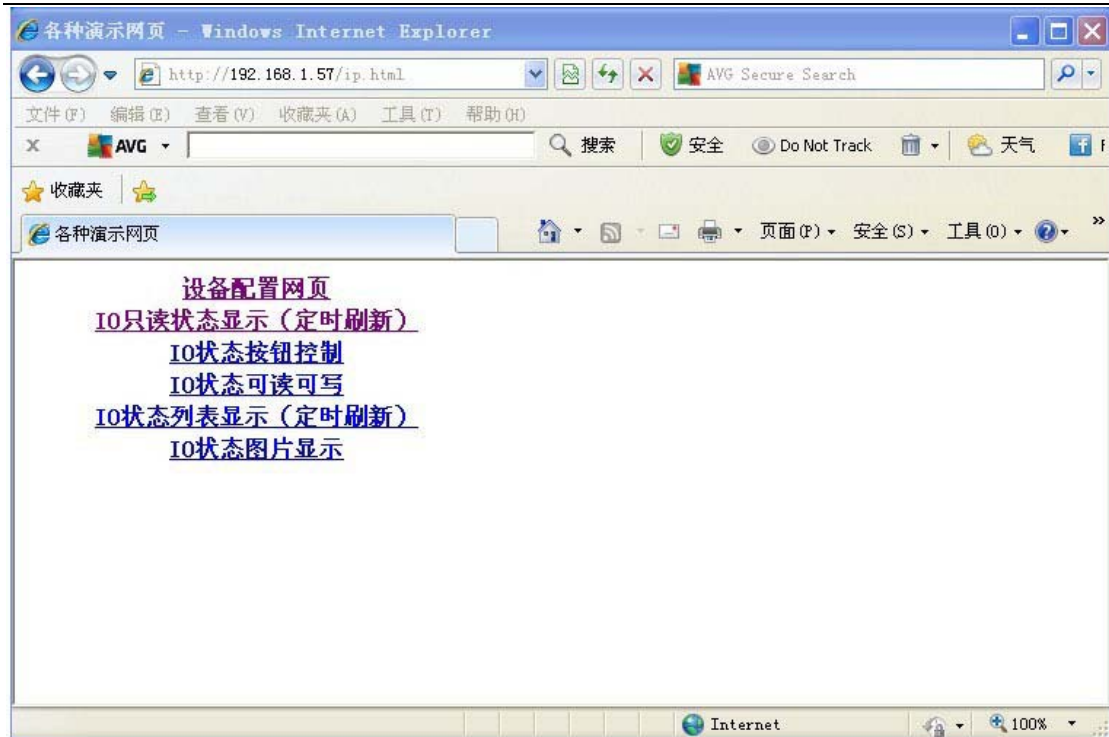 各种演示网页 - Windows Internet Explorer
http://192.168.1.57/ip.html AVG Secure Search
文件(F) 编辑(E) 查看(V) 收藏夹(A) 工具(T) 帮助(H)
x AVG 搜索 安全 Do Not Track 天气 f F
收藏夹
各种演示网页 页面(P) 安全(S) 工具(O) »
设备配置网页
IO只读状态显示（定时刷新）
IO状态按钮控制
IO状态可读可写
IO状态列表显示（定时刷新）
IO状态图片显示
Internet 100%